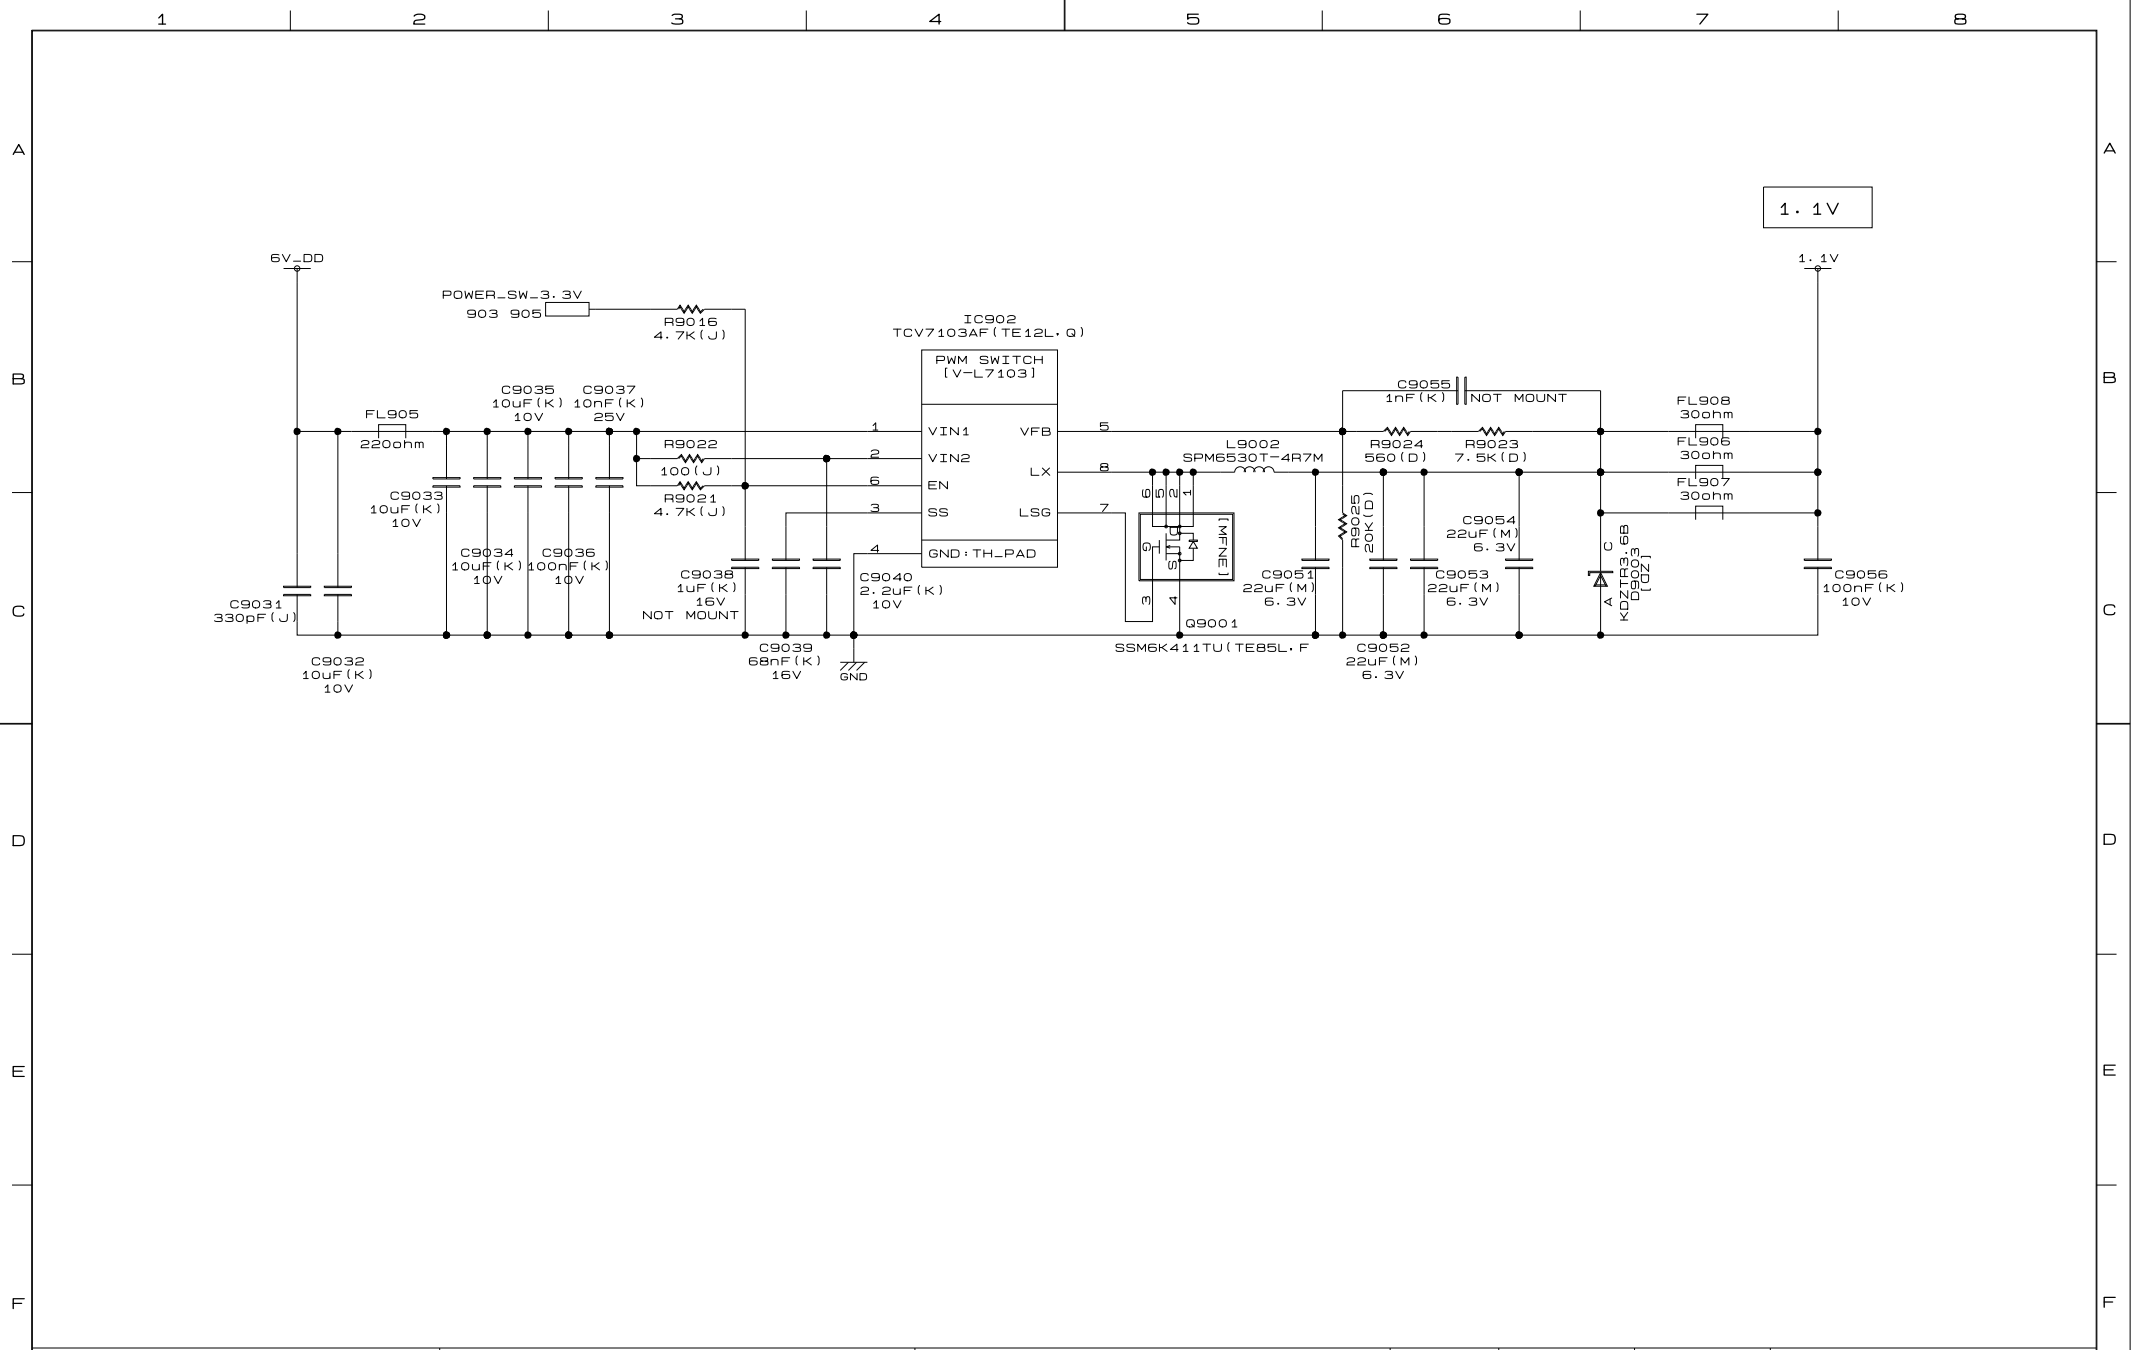 1 2 3 4 5 6 7 8
A A
1.1V
6V_DD
1.1V
POWER_SW_3.3V
903 905
R9016
4.7K(J)
IC902
TCV7103AF(TE12L.Q)
PWM SWITCH
[V-L7103]
B B
C9035
10uF(K)
10V
C9037
10nF(K)
25V
FL905
220ohm
1 VIN1
2 VIN2
6 EN
3 SS
4 GND:TH_PAD
VFB 5
LX 8
LSG 7
R9022
100(J)
R9021
4.7K(J)
C9055
1nF(K)
NOT MOUNT
R9024
560(D)
R9023
7.5K(D)
FL908
30ohm
FL906
30ohm
FL907
30ohm
L9002
SPM6530T-4R7M
6 5 2 1
D
G
S
[MFNE]
3 4
Q9001
SSM6K411TU(TE85L.F
R9025
20K(D)
C9033
10uF(K)
10V
C9034
10uF(K)
10V
C9036
100nF(K)
10V
C9038
1uF(K)
16V
NOT MOUNT
C9040
2.2uF(K)
10V
C9051
22uF(M)
6.3V
C9053
22uF(M)
6.3V
C9054
22uF(M)
6.3V
C
A
KDZTR3.6B
D9003
[DZ]
C9056
100nF(K)
10V
C C
C9031
330pF(J)
C9032
10uF(K)
10V
C9039
68nF(K)
16V
GND
C9052
22uF(M)
6.3V
D D
E E
F F